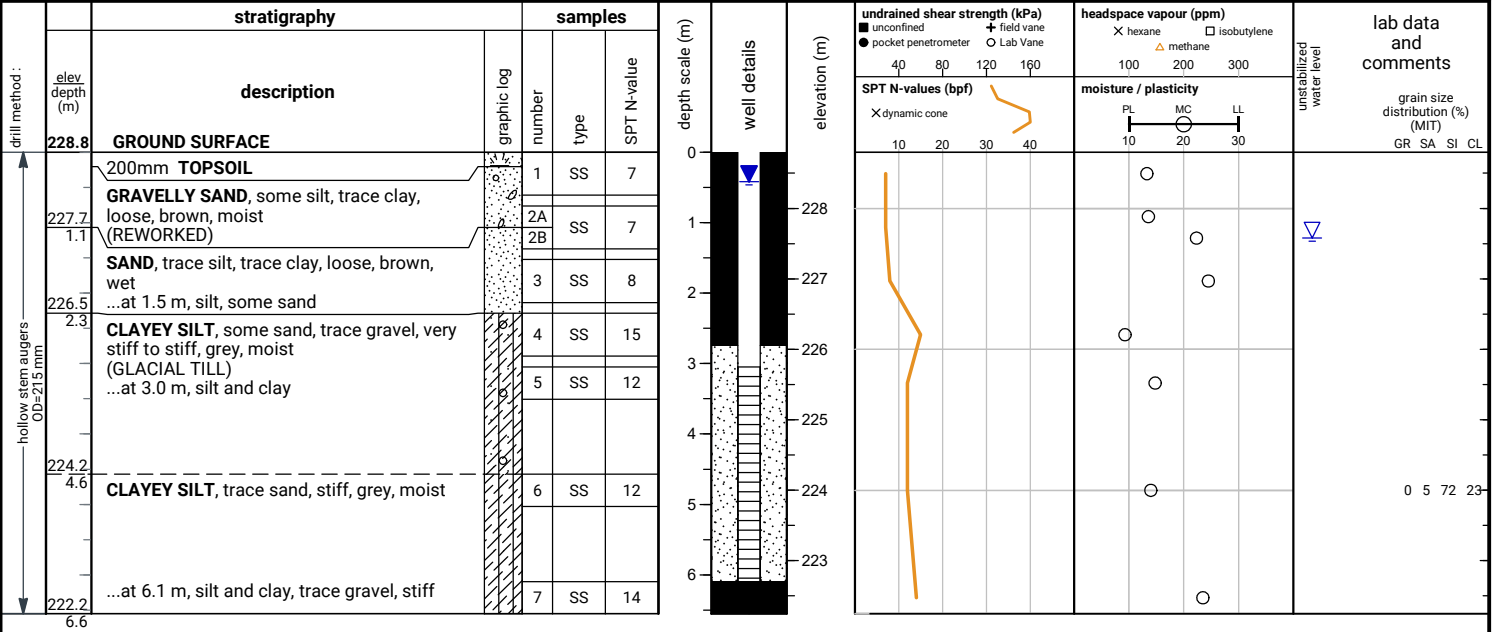 stratigraphy
samples
undrained shear strength (kPa)
unconfined
field vane
pocket penetrometer
Lab Vane
40 80 120 160
headspace vapour (ppm)
hexane
isobutylene
methane
100 200 300
lab data
and
comments
drill method :
elev
depth
(m)
description
graphic log
number
type
SPT N-value
depth scale (m)
well details
elevation (m)
SPT N-values (bpf)
dynamic cone
10 20 30 40
moisture / plasticity
PL MC LL
10 20 30
unstabilized
water level
grain size
distribution (%)
(MIT)
GR SA SI CL
228.8 GROUND SURFACE
200mm TOPSOIL
1 SS 7
GRAVELLY SAND, some silt, trace clay,
loose, brown, moist
(REWORKED)
227.7
1.1
2A
2B
SS 7
SAND, trace silt, trace clay, loose, brown,
wet
...at 1.5 m, silt, some sand
3 SS 8
226.5
2.3
CLAYEY SILT, some sand, trace gravel, very
stiff to stiff, grey, moist
(GLACIAL TILL)
...at 3.0 m, silt and clay
4 SS 15
5 SS 12
hollow stem augers
OD=215 mm
224.2
4.6
CLAYEY SILT, trace sand, stiff, grey, moist
6 SS 12
...at 6.1 m, silt and clay, trace gravel, stiff
7 SS 14
222.2
6.6
0
1
2
3
4
5
6
228
227
226
225
224
223
0 5 72 23